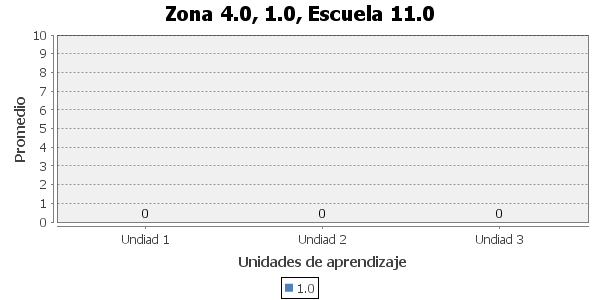 Zona 4.0, 1.0, Escuela 11.0
10
9
8
7
6
5
4
3
2
1
0
Promedio
0 0 0
Undiad 1 Undiad 2 Undiad 3
Unidades de aprendizaje
1.0